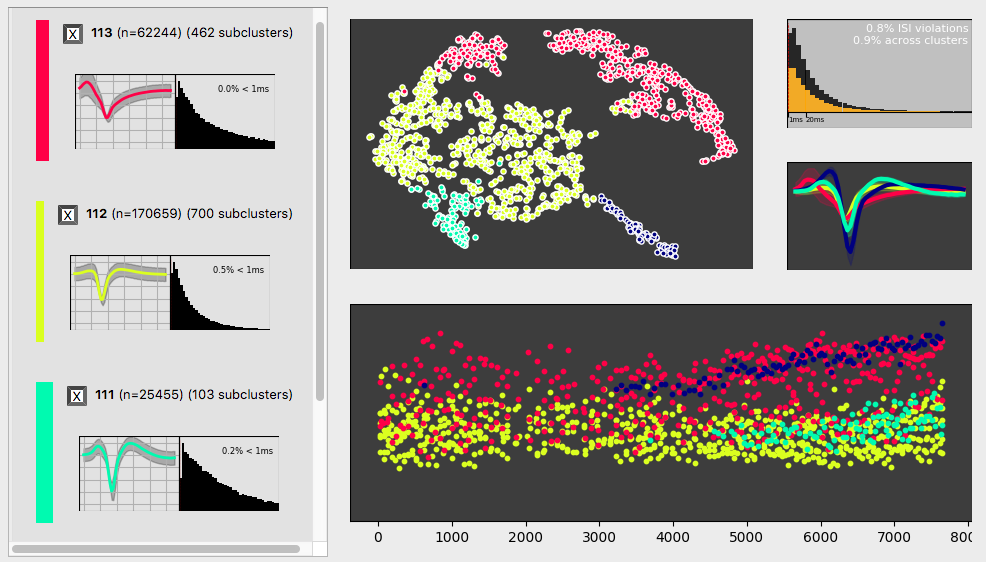 X 113 (n=62244) (462 subclusters)
0.0% < 1ms
X 112 (n=170659) (700 subclusters)
0.5% < 1ms
X 111 (n=25455) (103 subclusters)
0.2% < 1ms
0.8% ISI violations
0.9% across clusters
1ms 20ms
0 1000 2000 3000 4000 5000 6000 7000 800